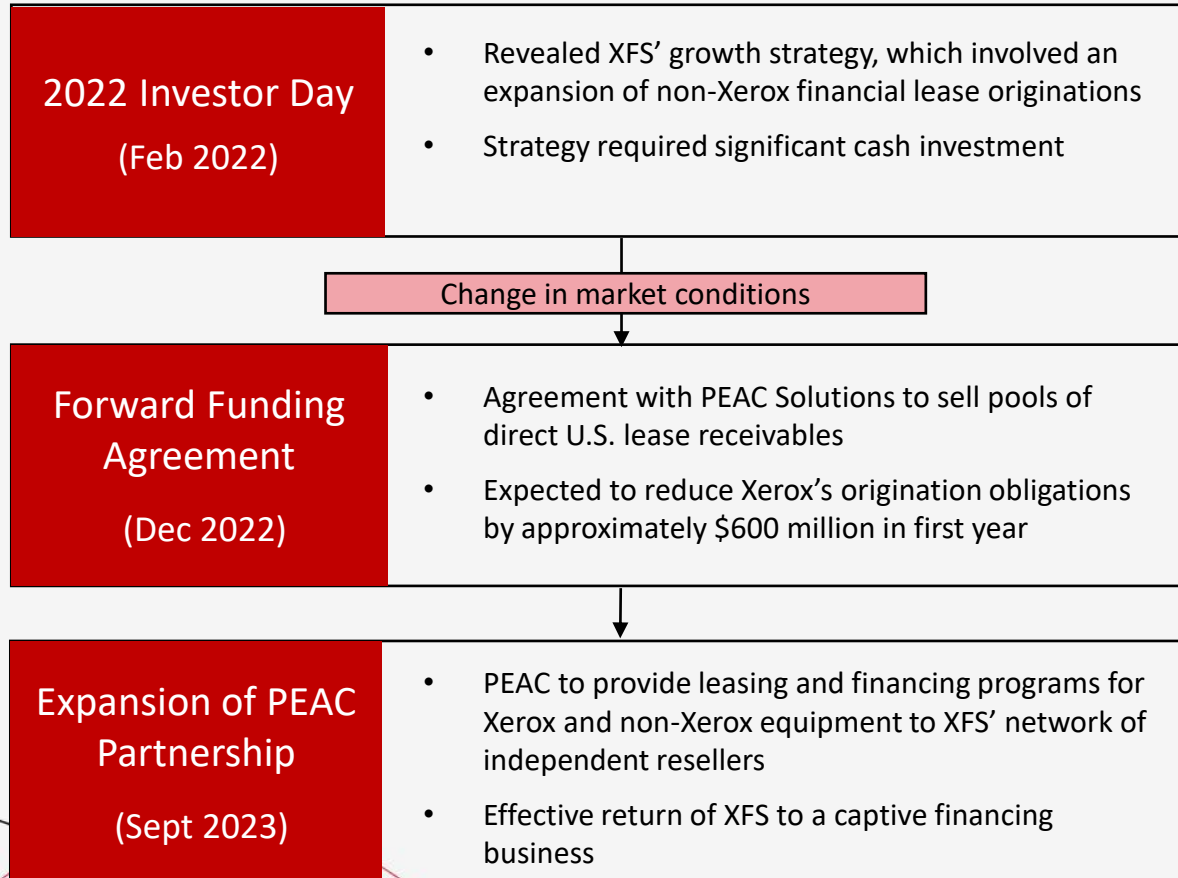 2022 Investor Day
(Feb 2022)
• Revealed XFS’ growth strategy, which involved an
expansion of non-Xerox financial lease originations
• Strategy required significant cash investment
Change in market conditions
Forward Funding
Agreement
(Dec 2022)
• Agreement with PEAC Solutions to sell pools of
direct U.S. lease receivables
• Expected to reduce Xerox’s origination obligations
by approximately $600 million in first year
Expansion of PEAC
Partnership
(Sept 2023)
• PEAC to provide leasing and financing programs for
Xerox and non-Xerox equipment to XFS’ network of
independent resellers
• Effective return of XFS to a captive financing
business